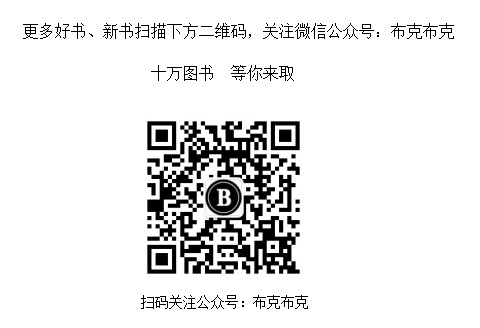 更多好书、新书扫描下方二维码，关注微信公众号：布克布克
十万图书 等你来取
B
扫码关注公众号：布克布克